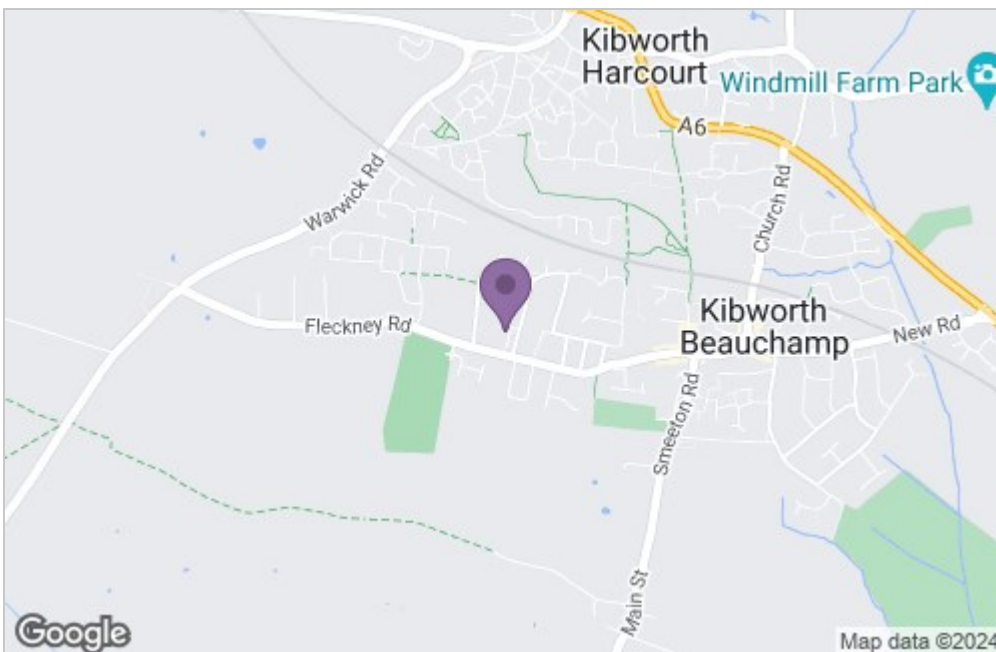 Kibworth
Harcourt
Windmill Farm Park
A6
Warwick Rd
Church Rd
Fleckney Rd
Kibworth
Beauchamp
New Rd
Smeeton Rd
Main St
Google
Map data ©2024